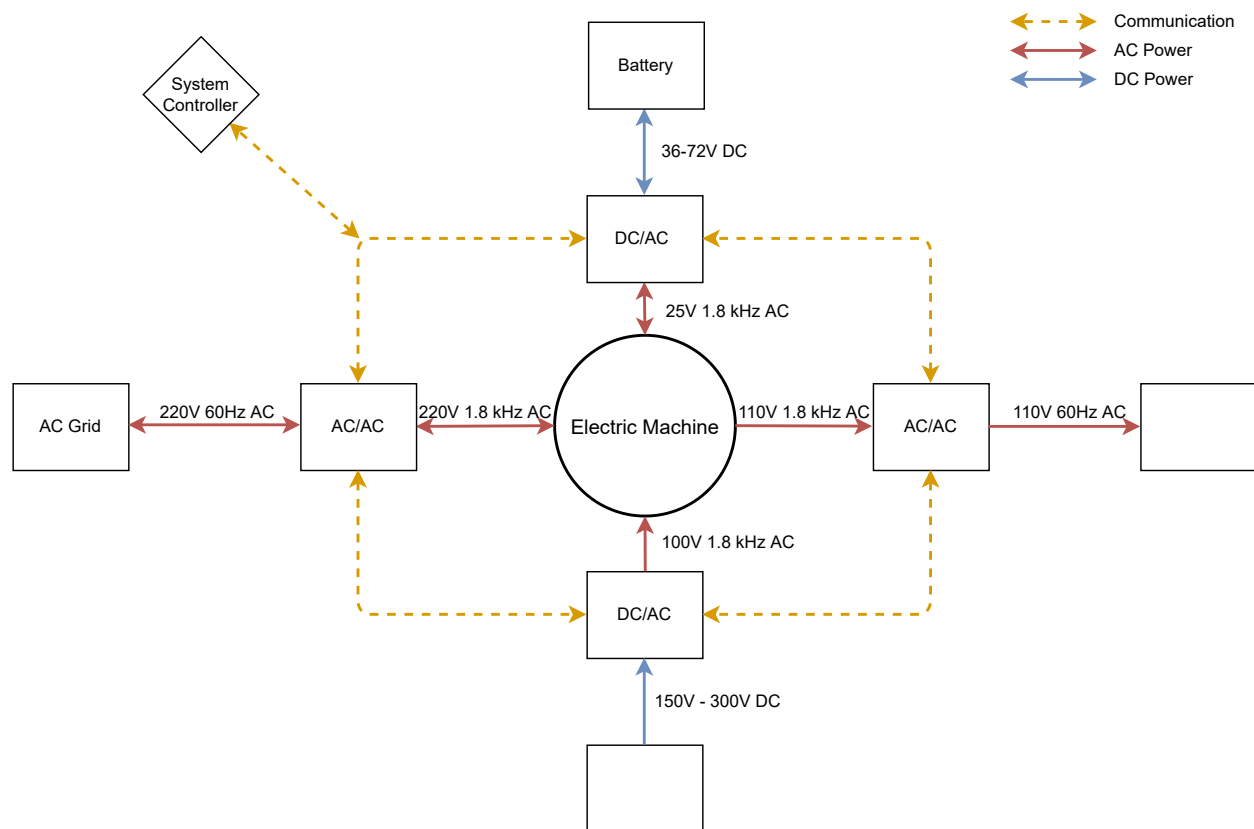 Communication
AC Power
DC Power
Battery
System
Controller
36-72V DC
DC/AC
25V 1.8 kHz AC
AC Grid
220V 60Hz AC
AC/AC
220V 1.8 kHz AC
Electric Machine
110V 1.8 kHz AC
AC/AC
110V 60Hz AC
100V 1.8 kHz AC
DC/AC
150V - 300V DC